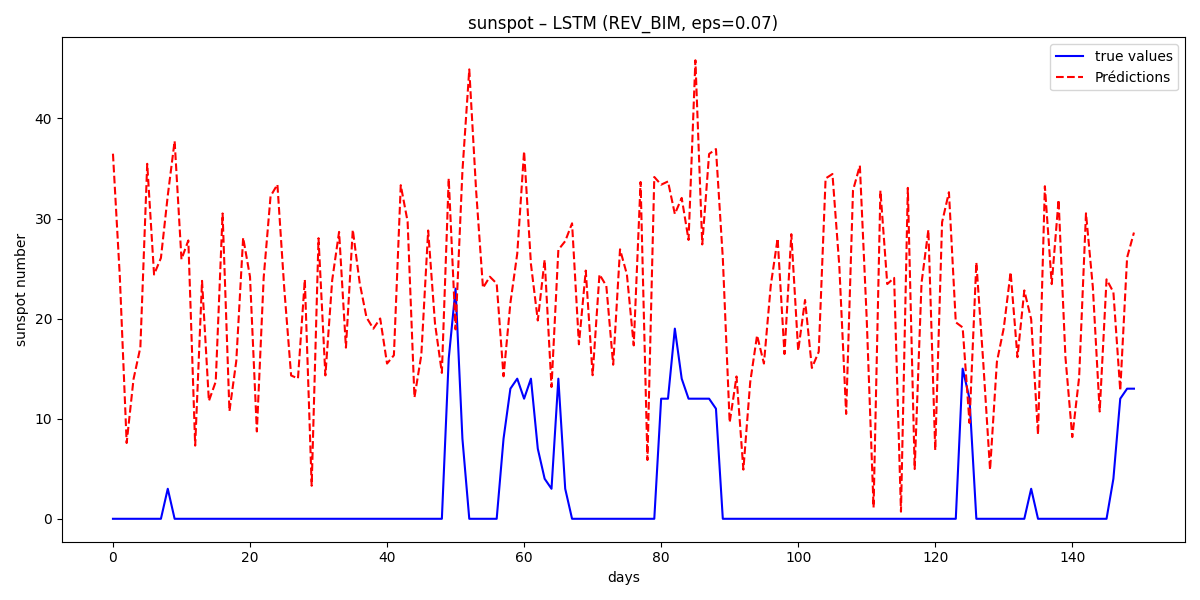 sunspot – LSTM (REV_BIM, eps=0.07)
true values
Prédictions
sunspot number
40
30
20
10
0
0 20 40 60 80 100 120 140
days